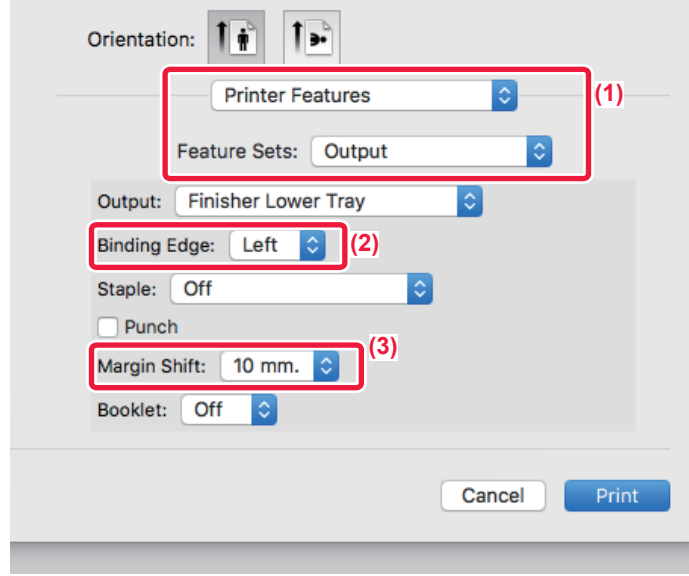 Orientation:
Printer Features
(1)
Feature Sets: Output
Output: Finisher Lower Tray
Binding Edge: Left
(2)
Staple: Off
Punch
(3)
Margin Shift: 10 mm.
Booklet: Off
Cancel Print